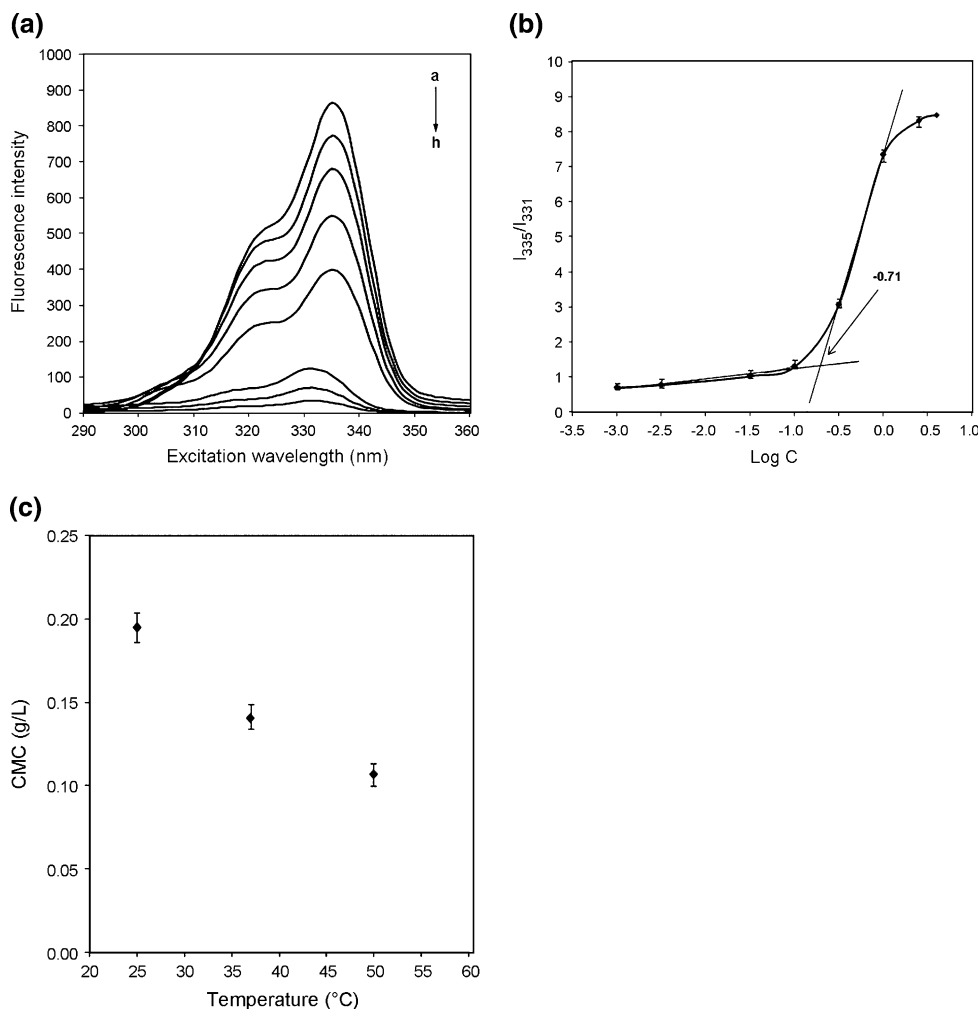 (a)
1000
900
800
700
600
500
400
300
200
100
0
Fluorescence intensity
a
h
290 300 310 320 330 340 350 360
Excitation wavelength (nm)
(b)
10
9
8
7
6
5
4
3
2
1
0
I335/I331
-0.71
-3.5 -3.0 -2.5 -2.0 -1.5 -1.0 -0.5 0.0 0.5 1.0
Log C
(c)
0.25
0.20
0.15
0.10
0.05
0.00
CMC (g/L)
20 25 30 35 40 45 50 55 60
Temperature (°C)